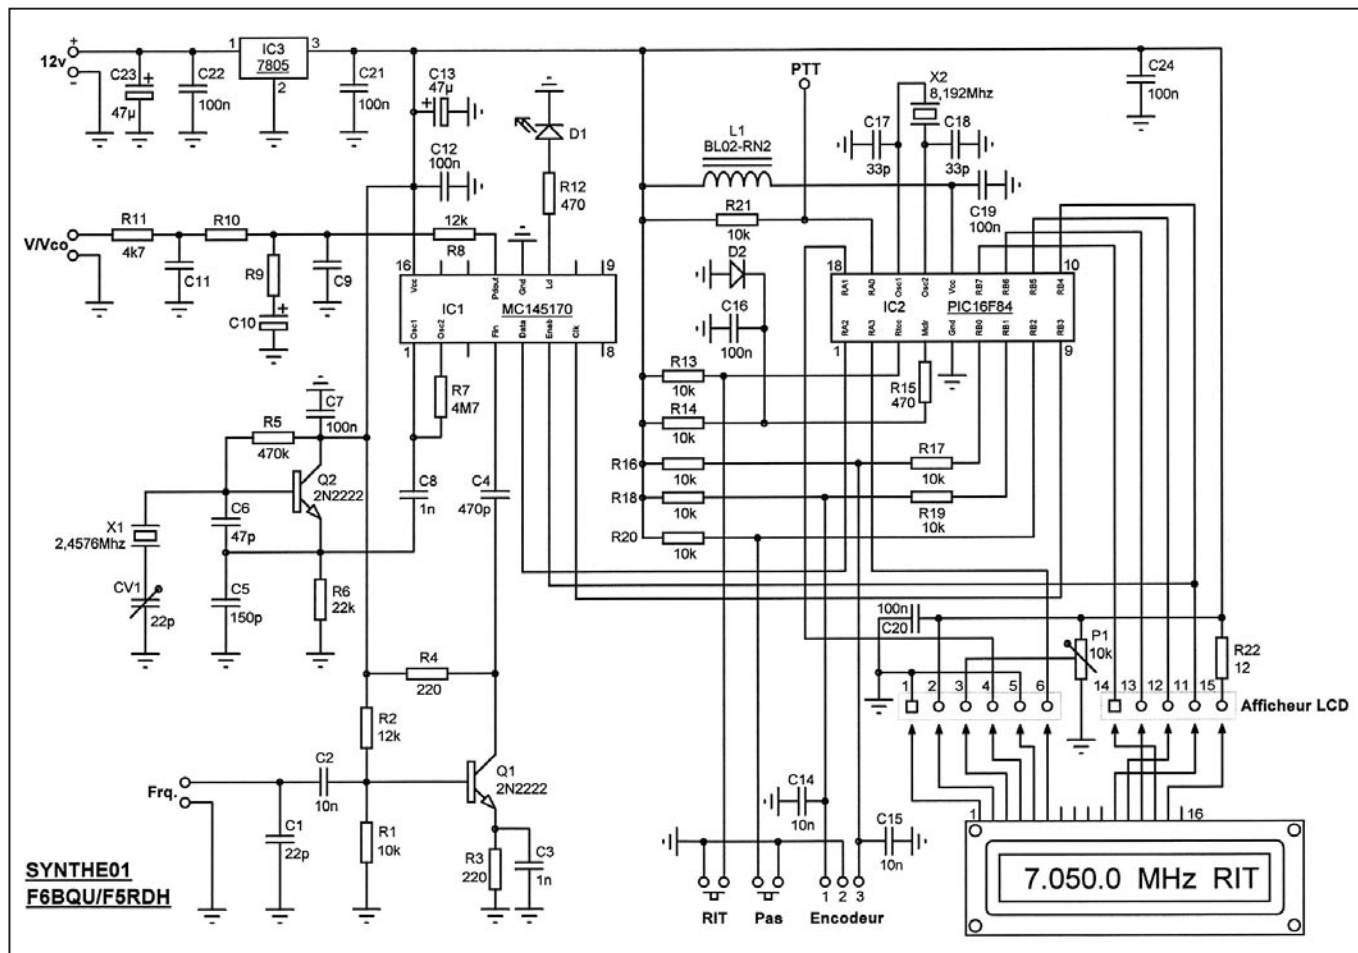 12v
+
-
C23
47µ
C22
100n
1
IC3
7805
3
2
C21
100n
C13
47µ
+
C12
100n
D1
R12
470
PTT
X2
8,192Mhz
C17
33p
C18
33p
C24
100n
L1
BL02-RN2
C19
100n
R21
10k
D2
C16
100n
V/Vco
R11
4k7
C11
R10
R9
C10
+
C9
12k
R8
16
9
Vcc
Pdout
Gnd
Ld
IC1
MC145170
Osc1
Osc2
Fin
Data
Enab
Clk
1
8
18
10
RA1
RA0
Osc1
Osc2
Vcc
RB7
RB6
RB5
RB4
IC2
PIC16F84
RA2
RA3
Rtcc
Mclr
Gnd
RB0
RB1
RB2
RB3
1
9
R13
10k
R14
10k
R15
470
R16
10k
R17
10k
R18
10k
R19
10k
R20
10k
C7
100n
R5
470k
Q2
2N2222
R7
4M7
C8
1n
C4
470p
X1
2,4576Mhz
C6
47p
CV1
22p
C5
150p
R6
22k
R4
220
R2
12k
C2
10n
Frq.
C1
22p
R1
10k
Q1
2N2222
R3
220
C3
1n
100n
C20
P1
10k
R22
12
1
2
3
4
5
6
14
13
12
11
15
Afficheur LCD
C14
10n
C15
10n
1
2
3
RIT
Pas
Encodeur
1
16
7.050.0 MHz RIT
SYNTHE01
F6BQU/F5RDH